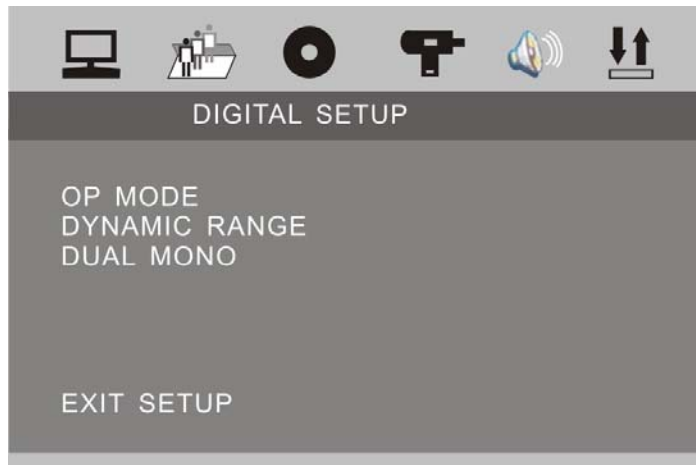 DIGITAL SETUP
OP MODE
DYNAMIC RANGE
DUAL MONO
EXIT SETUP